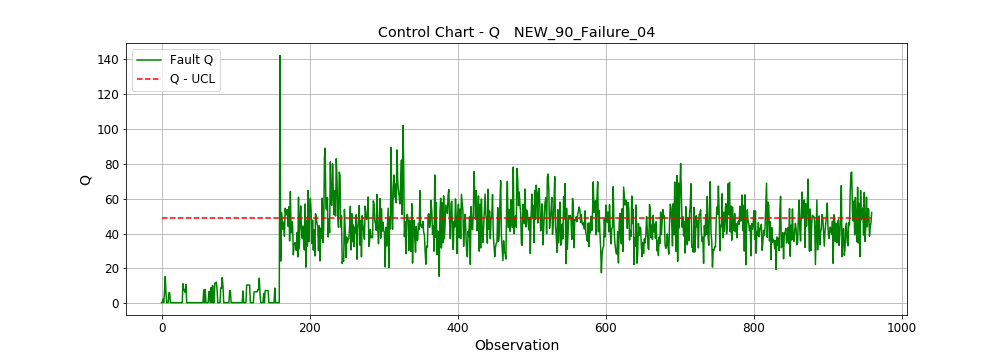 Control Chart - Q   NEW_90_Failure_04
Fault Q
Q - UCL
140
120
100
80
60
40
20
0
Q
0 200 400 600 800 1000
Observation